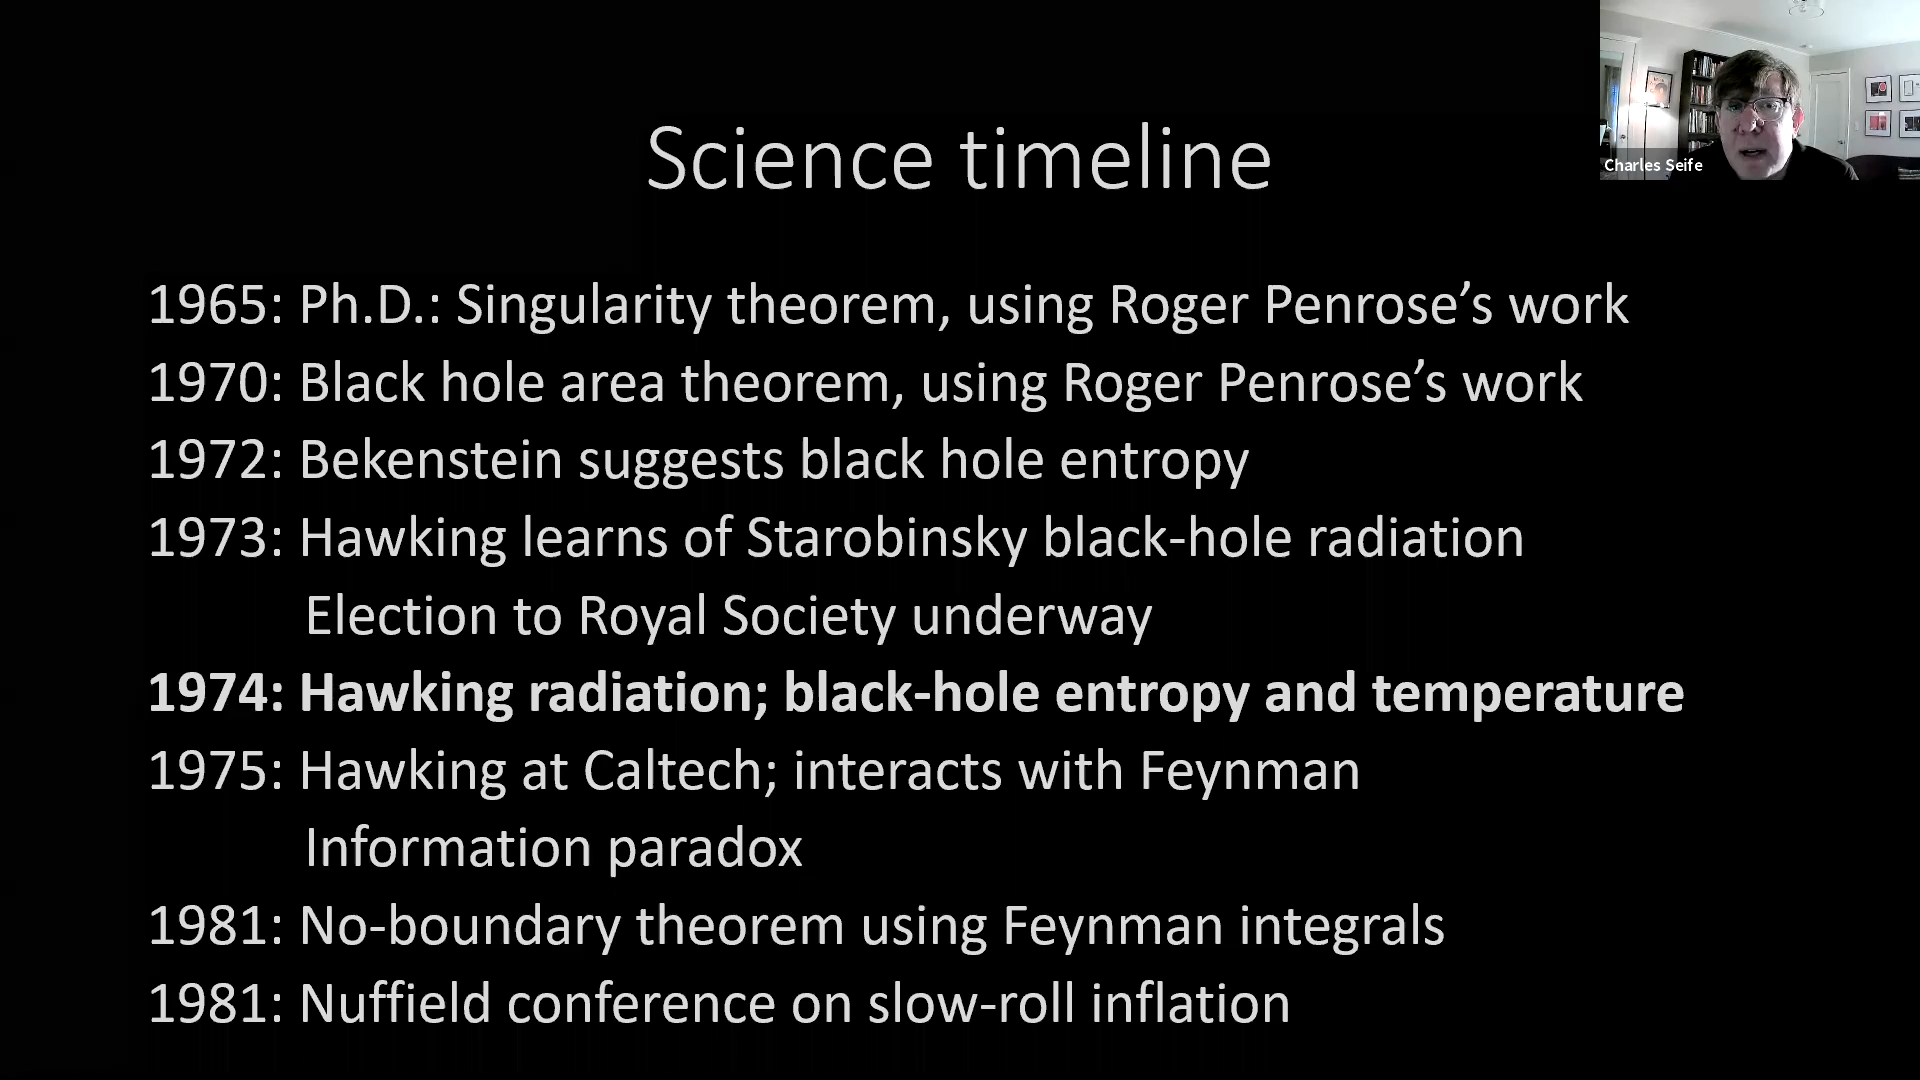 Science timeline
Charles Seife
1965: Ph.D.: Singularity theorem, using Roger Penrose’s work
1970: Black hole area theorem, using Roger Penrose’s work
1972: Bekenstein suggests black hole entropy
1973: Hawking learns of Starobinsky black-hole radiation
Election to Royal Society underway
1974: Hawking radiation; black-hole entropy and temperature
1975: Hawking at Caltech; interacts with Feynman
Information paradox
1981: No-boundary theorem using Feynman integrals
1981: Nuffield conference on slow-roll inflation